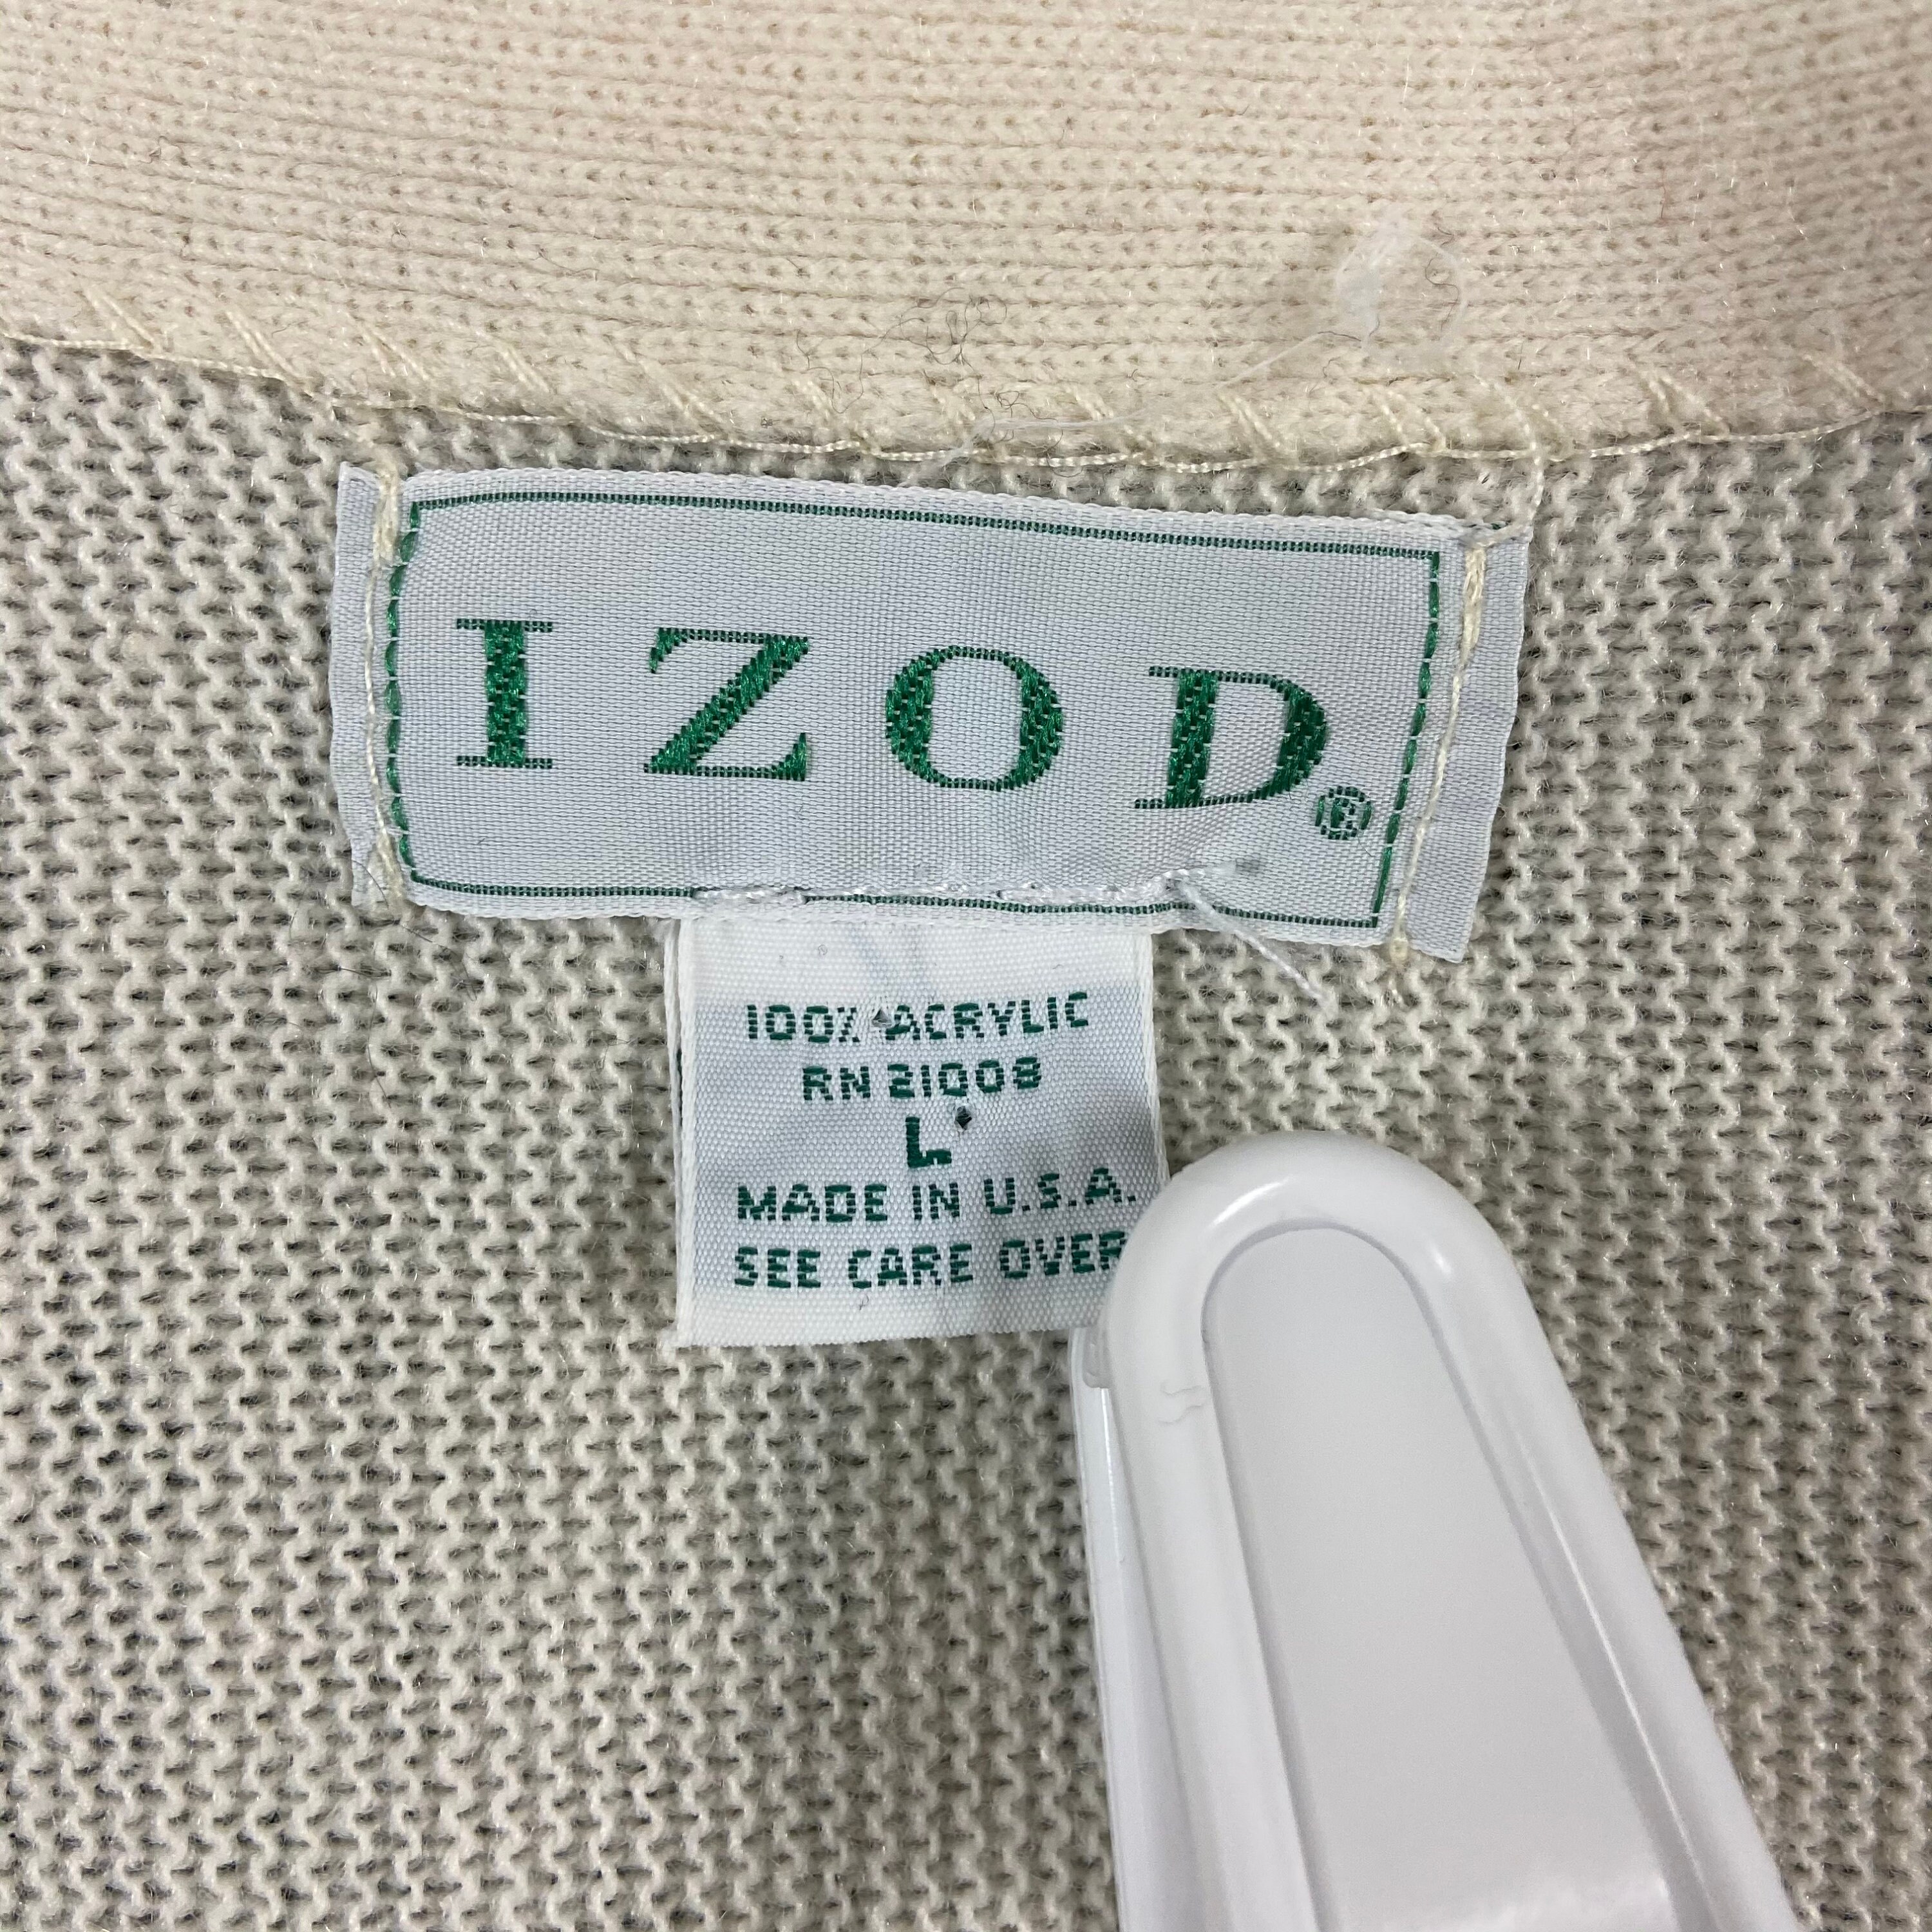 IZOD®
100% ACRYLIC
RN 21008
L
MADE IN U.S.A.
SEE CARE OVER